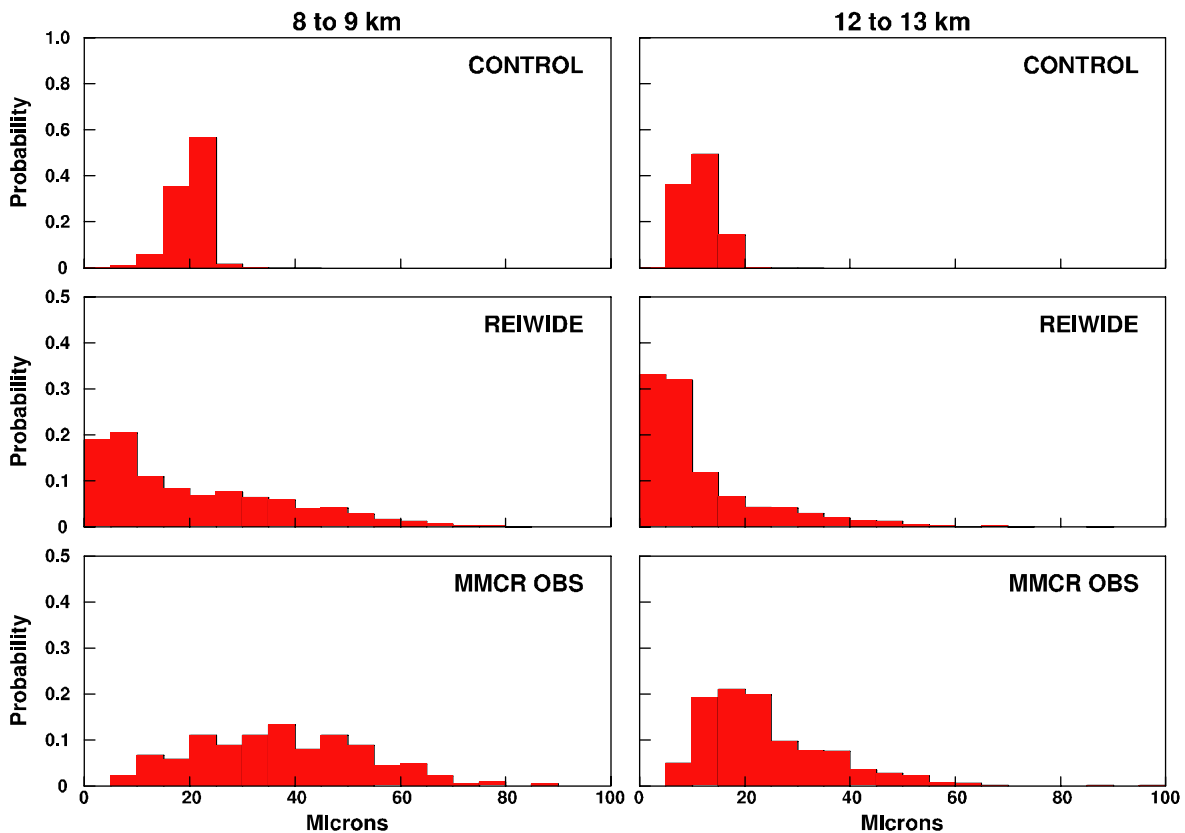 8 to 9 km
12 to 13 km
1.0
0.8
0.6
0.4
0.2
0
Probability
CONTROL
CONTROL
0.5
0.4
0.3
0.2
0.1
0
Probability
REIWIDE
REIWIDE
0.5
0.4
0.3
0.2
0.1
0
Probability
MMCR OBS
MMCR OBS
0 20 40 60 80 100
0 20 40 60 80 100
MIcrons
MIcrons